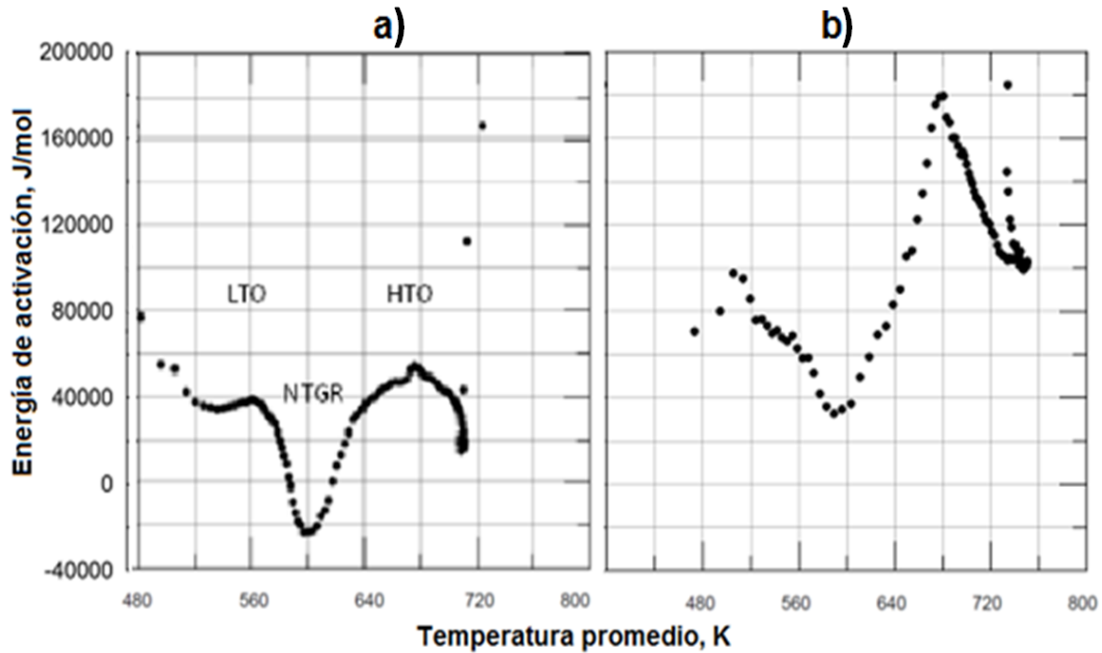 a)
b)
200000
160000
120000
80000
40000
0
-40000
Energía de activación, J/mol
LTO
HTO
NTGR
480 560 640 720 800
480 560 640 720 800
Temperatura promedio, K